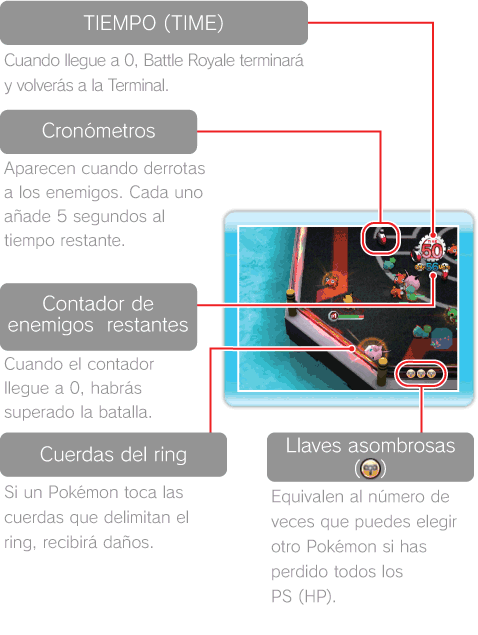 TIEMPO (TIME)
Cuando llegue a 0, Battle Royale terminará
y volverás a la Terminal.
Cronómetros
Aparecen cuando derrotas
a los enemigos. Cada uno
añade 5 segundos al
tiempo restante.
50
56
Contador de
enemigos restantes
Cuando el contador
llegue a 0, habrás
superado la batalla.
Cuerdas del ring
Si un Pokémon toca las
cuerdas que delimitan el
ring, recibirá daños.
Llaves asombrosas
( )
Equivalen al número de
veces que puedes elegir
otro Pokémon si has
perdido todos los
PS (HP).